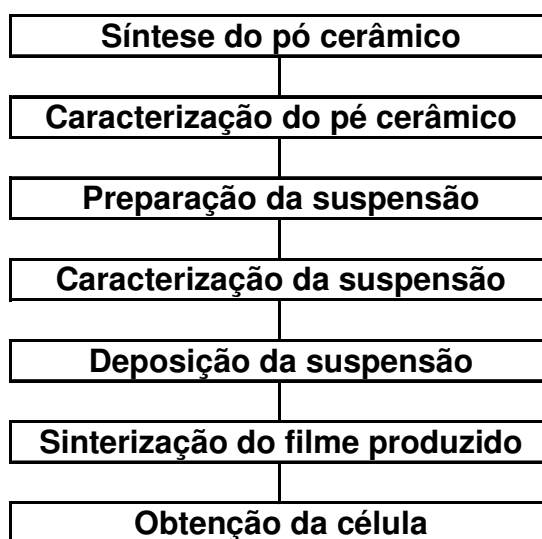 Síntese do pó cerâmico
Caracterização do pé cerâmico
Preparação da suspensão
Caracterização da suspensão
Deposição da suspensão
Sinterização do filme produzido
Obtenção da célula